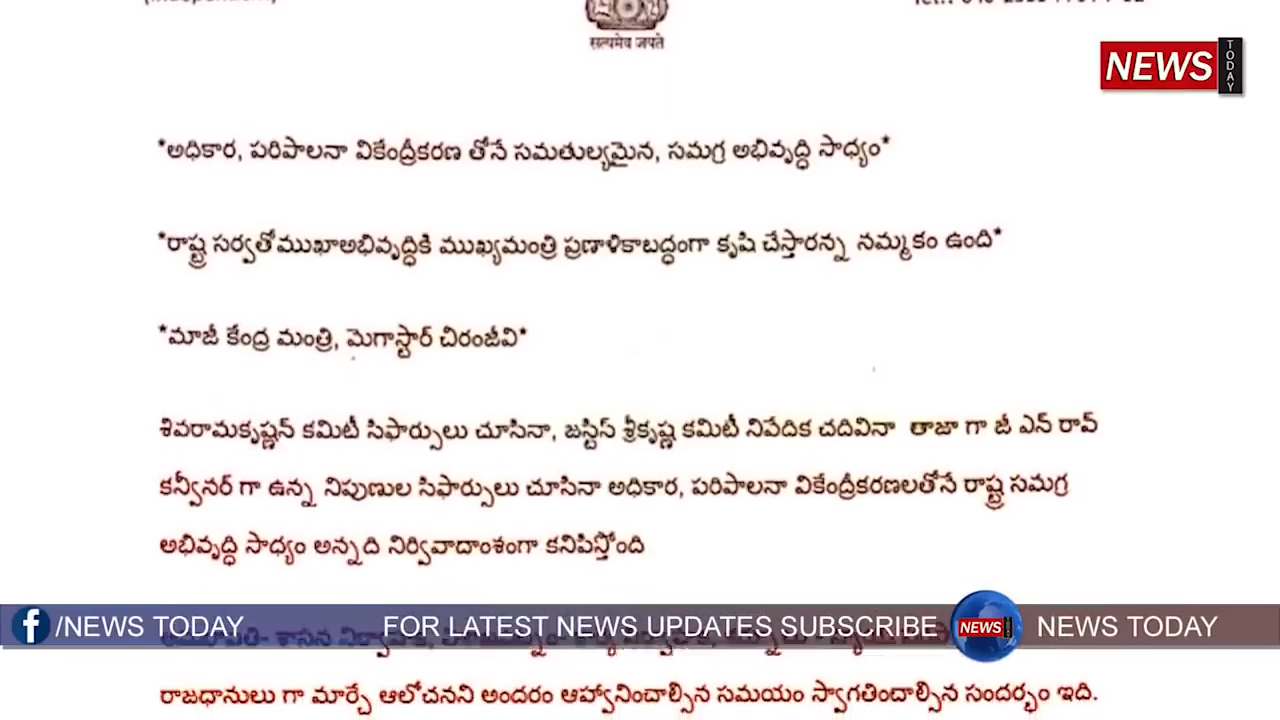 సత్యమేవ జయతే
NEWS TODAY
*అధికార, పరిపాలనా వికేంద్రీకరణ తోనే సమతుల్యమైన, సమగ్ర అభివృద్ధి సాధ్యం*
*రాష్ట్ర సర్వతోముఖాఅభివృద్ధికి ముఖ్యమంత్రి ప్రణాళికాబద్ధంగా కృషి చేస్తారన్న నమ్మకం ఉంది*
*మాజీ కేంద్ర మంత్రి, మెగాస్టార్ చిరంజీవి*
శివరామకృష్ణన్ కమిటీ సిఫార్సులు చూసినా, జస్టిస్ శ్రీకృష్ణ కమిటీ నివేదిక చదివినా తాజా గా జీ ఎన్ రావ్
కన్వీనర్ గా ఉన్న నిపుణుల సిఫార్సులు చూసినా అధికార, పరిపాలనా వికేంద్రీకరణలతోనే రాష్ట్ర సమగ్ర
అభివృద్ధి సాధ్యం అన్నది నిర్వివాదాంశంగా కనిపిస్తోంది
f /NEWS TODAY FOR LATEST NEWS UPDATES SUBSCRIBE NEWS NEWS TODAY
రాజధానులు గా మార్చే ఆలోచనని అందరం ఆహ్వానించాల్సిన సమయం స్వాగతించాల్సిన సందర్భం ఇది.